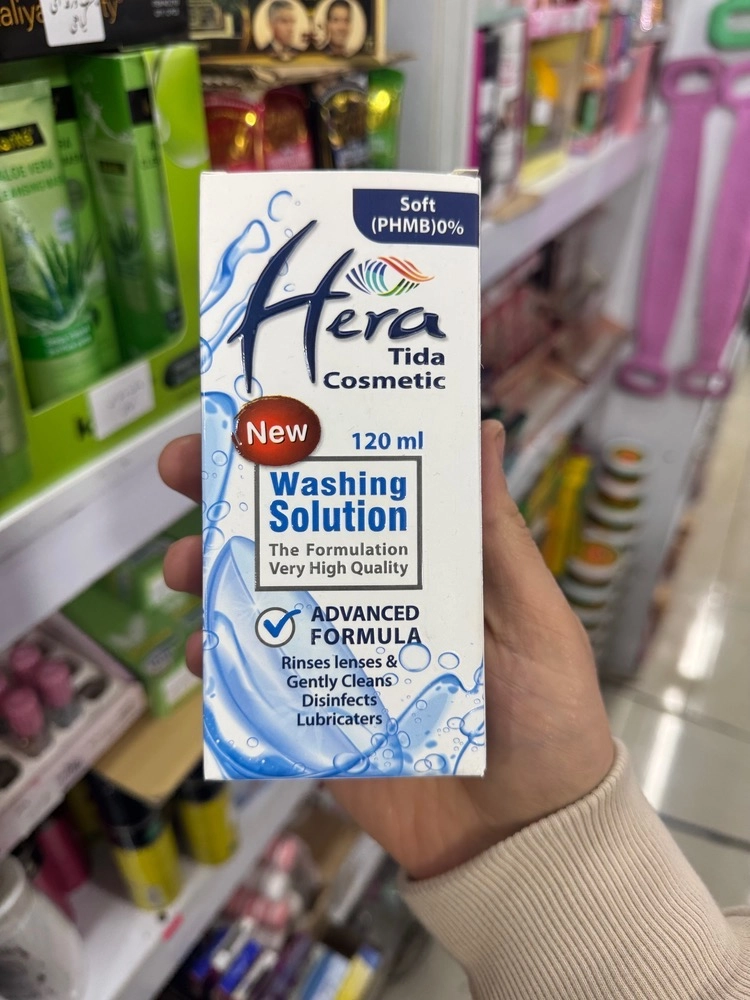 Soft
(PHMB)0%
Hera
Tida
Cosmetic
New
120 ml
Washing
Solution
The Formulation
Very High Quality
ADVANCED
FORMULA
Rinses lenses &
Gently Cleans
Disinfects
Lubricaters